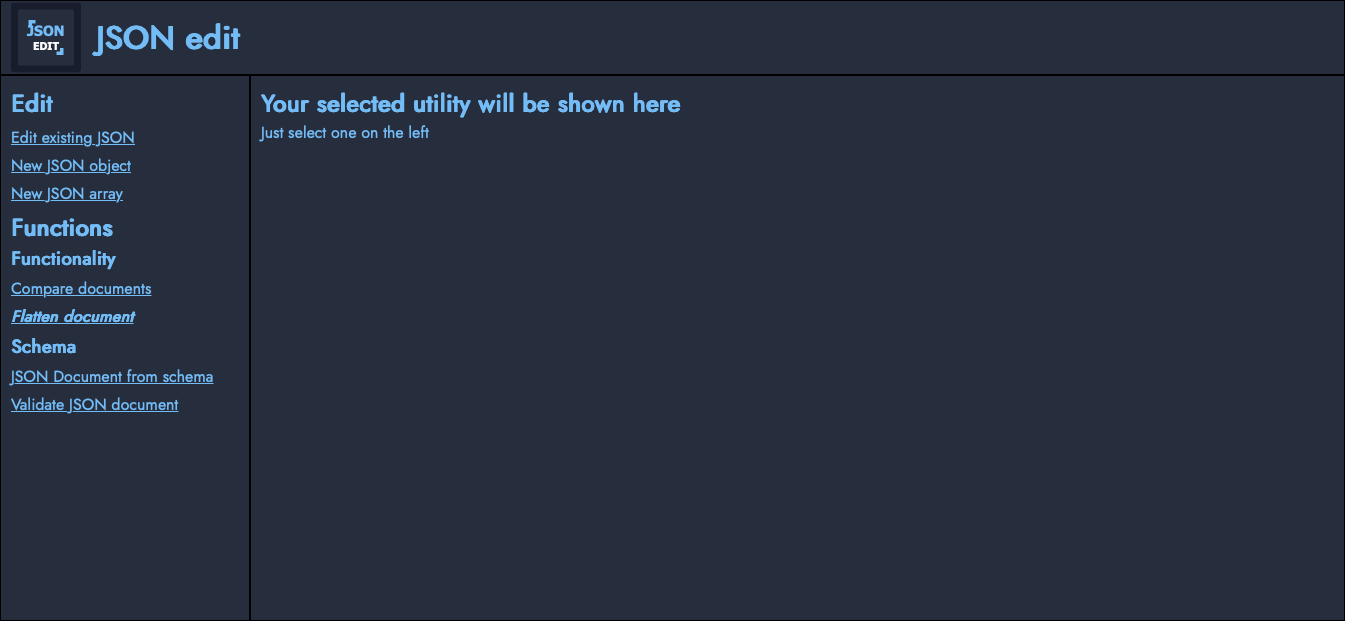 JSON
EDIT
JSON edit
Edit
Edit existing JSON
New JSON object
New JSON array
Functions
Functionality
Compare documents
Flatten document
Schema
JSON Document from schema
Validate JSON document
Your selected utility will be shown here
Just select one on the left